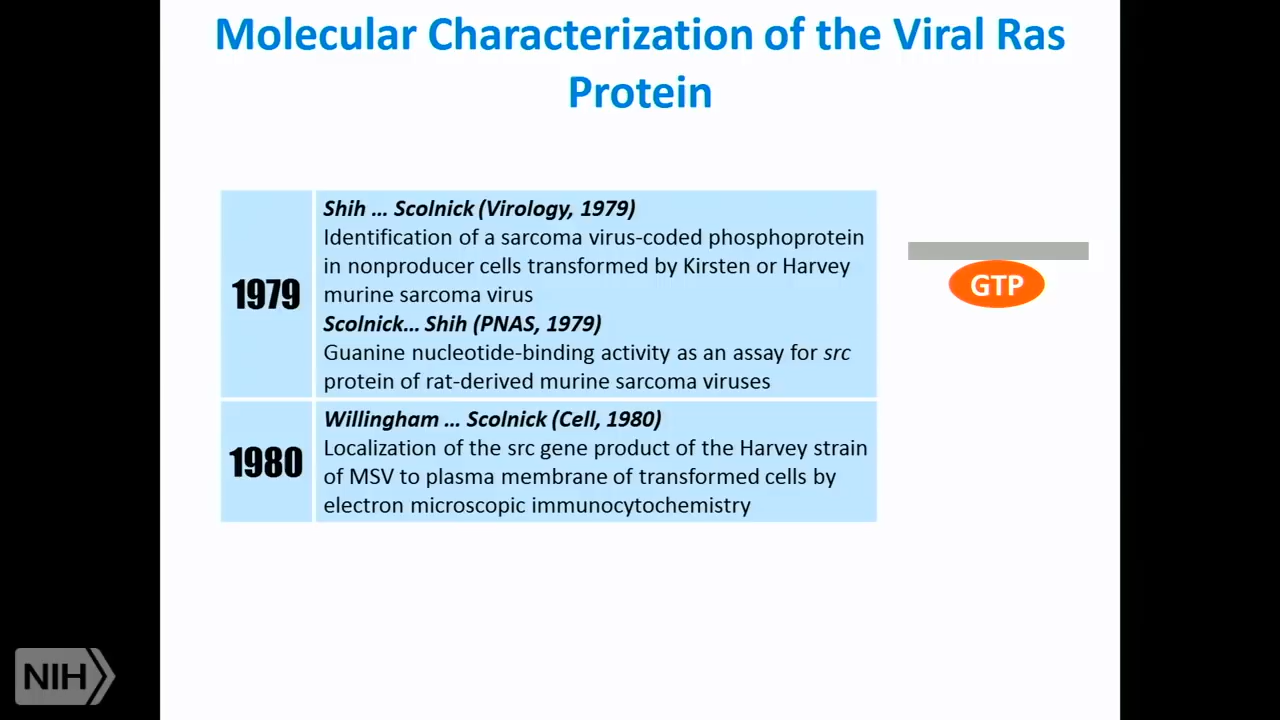 Molecular Characterization of the Viral Ras
Protein
1979
Shih ... Scolnick (Virology, 1979)
Identification of a sarcoma virus-coded phosphoprotein
in nonproducer cells transformed by Kirsten or Harvey
murine sarcoma virus
Scolnick... Shih (PNAS, 1979)
Guanine nucleotide-binding activity as an assay for src
protein of rat-derived murine sarcoma viruses
1980
Willingham ... Scolnick (Cell, 1980)
Localization of the src gene product of the Harvey strain
of MSV to plasma membrane of transformed cells by
electron microscopic immunocytochemistry
GTP
NIH